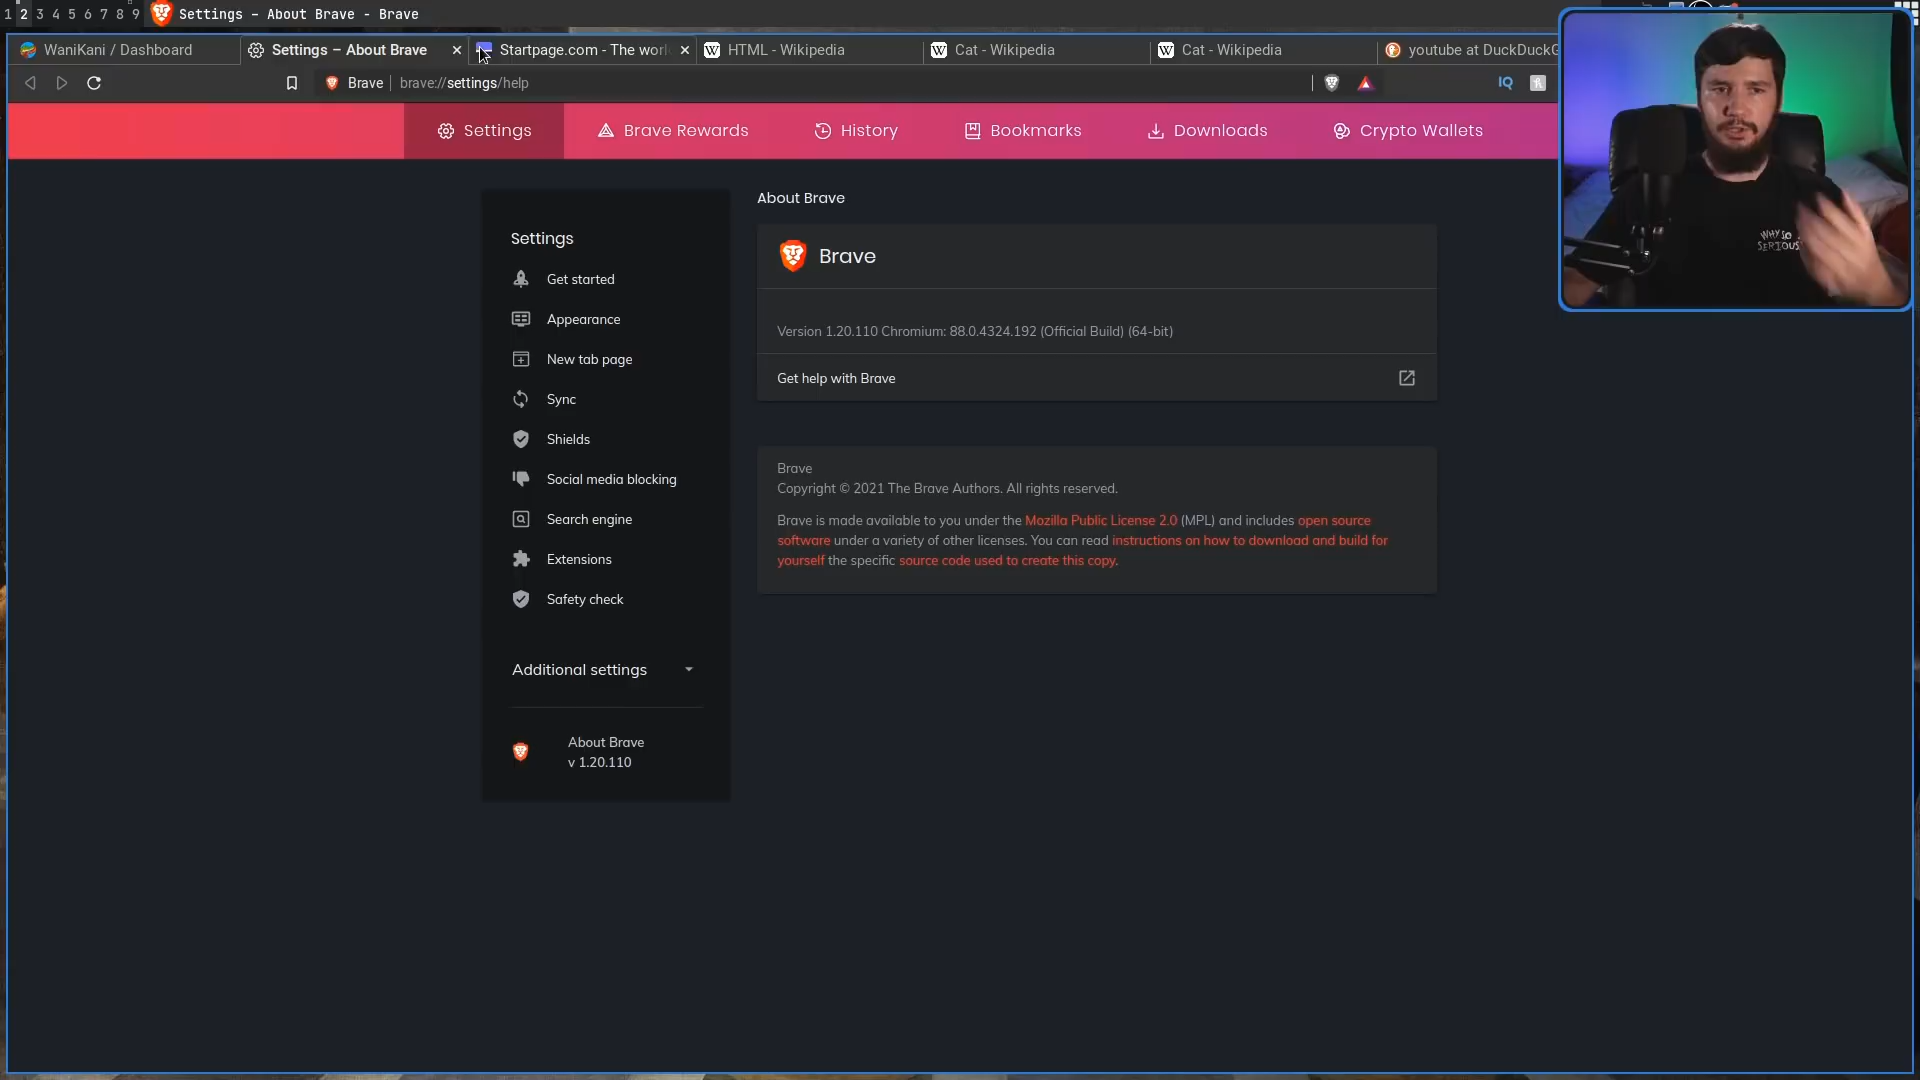 1 2 3 4 5 6 7 8 9 Settings – About Brave - Brave
WaniKani / Dashboard
Settings – About Brave
Startpage.com - The worl
HTML - Wikipedia
Cat - Wikipedia
Cat - Wikipedia
youtube at DuckDuckG
Brave
brave://settings/help
IQ
Settings
Brave Rewards
History
Bookmarks
Downloads
Crypto Wallets
WHY SO
SERIOUS
Settings
Get started
Appearance
New tab page
Sync
Shields
Social media blocking
Search engine
Extensions
Safety check
Additional settings
About Brave
v 1.20.110
About Brave
Brave
Version 1.20.110 Chromium: 88.0.4324.192 (Official Build) (64-bit)
Get help with Brave
Brave
Copyright © 2021 The Brave Authors. All rights reserved.
Brave is made available to you under the Mozilla Public License 2.0 (MPL) and includes open source
software under a variety of other licenses. You can read instructions on how to download and build for
yourself the specific source code used to create this copy.